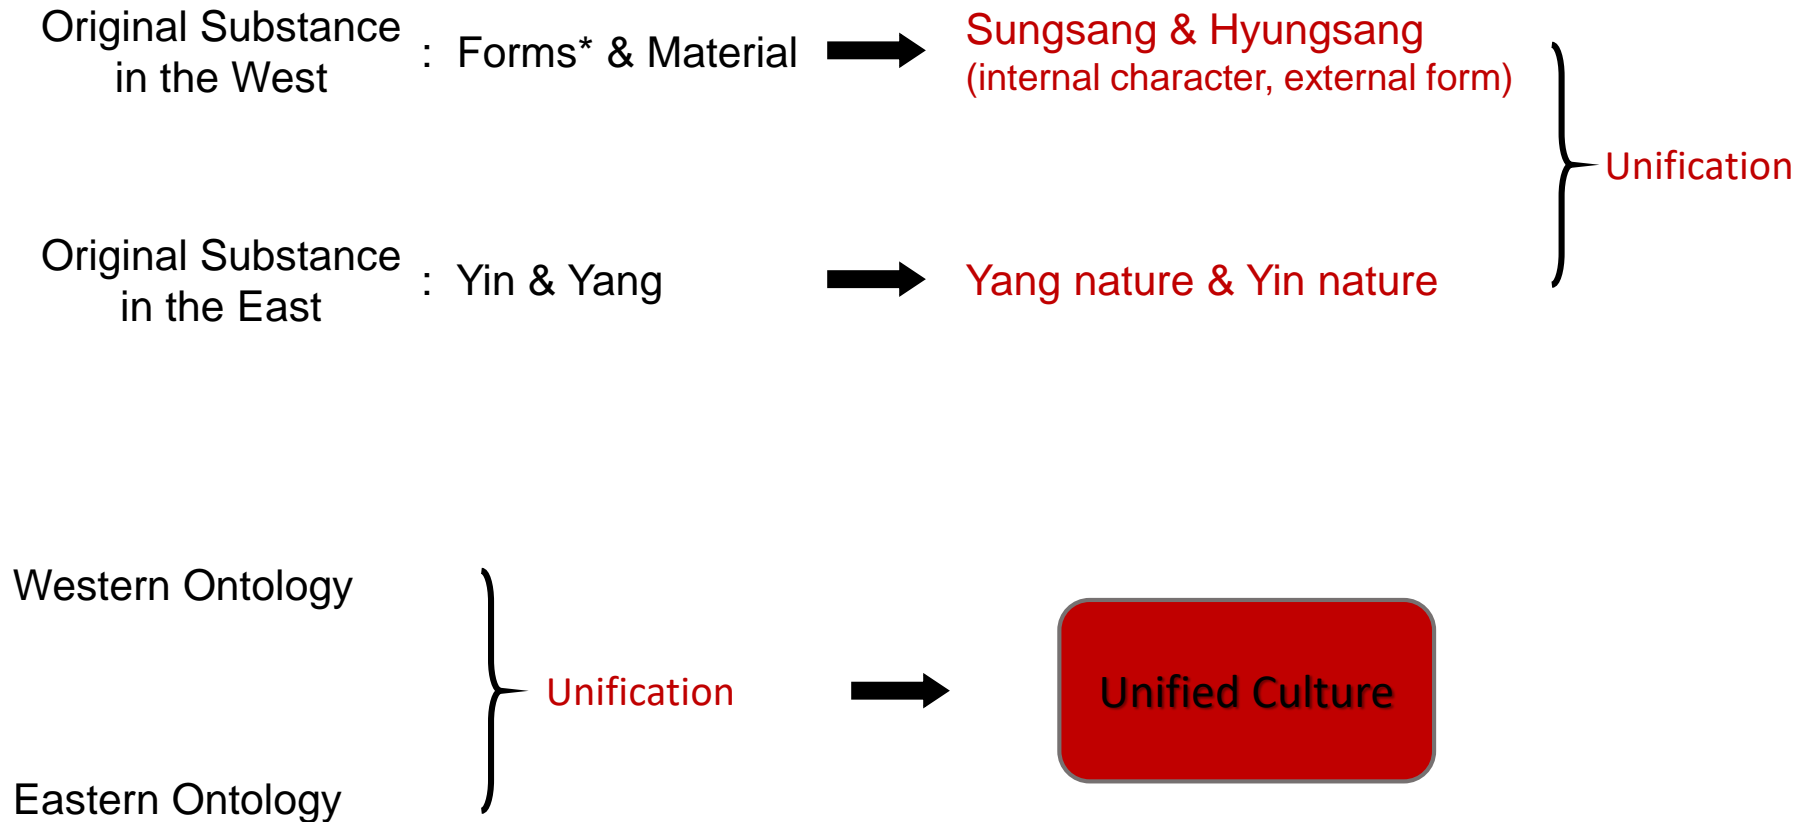 Original Substance
in the West
: Forms* & Material
Sungsang & Hyungsang
(internal character, external form)
Unification
Original Substance
in the East
: Yin & Yang
Yang nature & Yin nature
Western Ontology
Unification
Unified Culture
Eastern Ontology